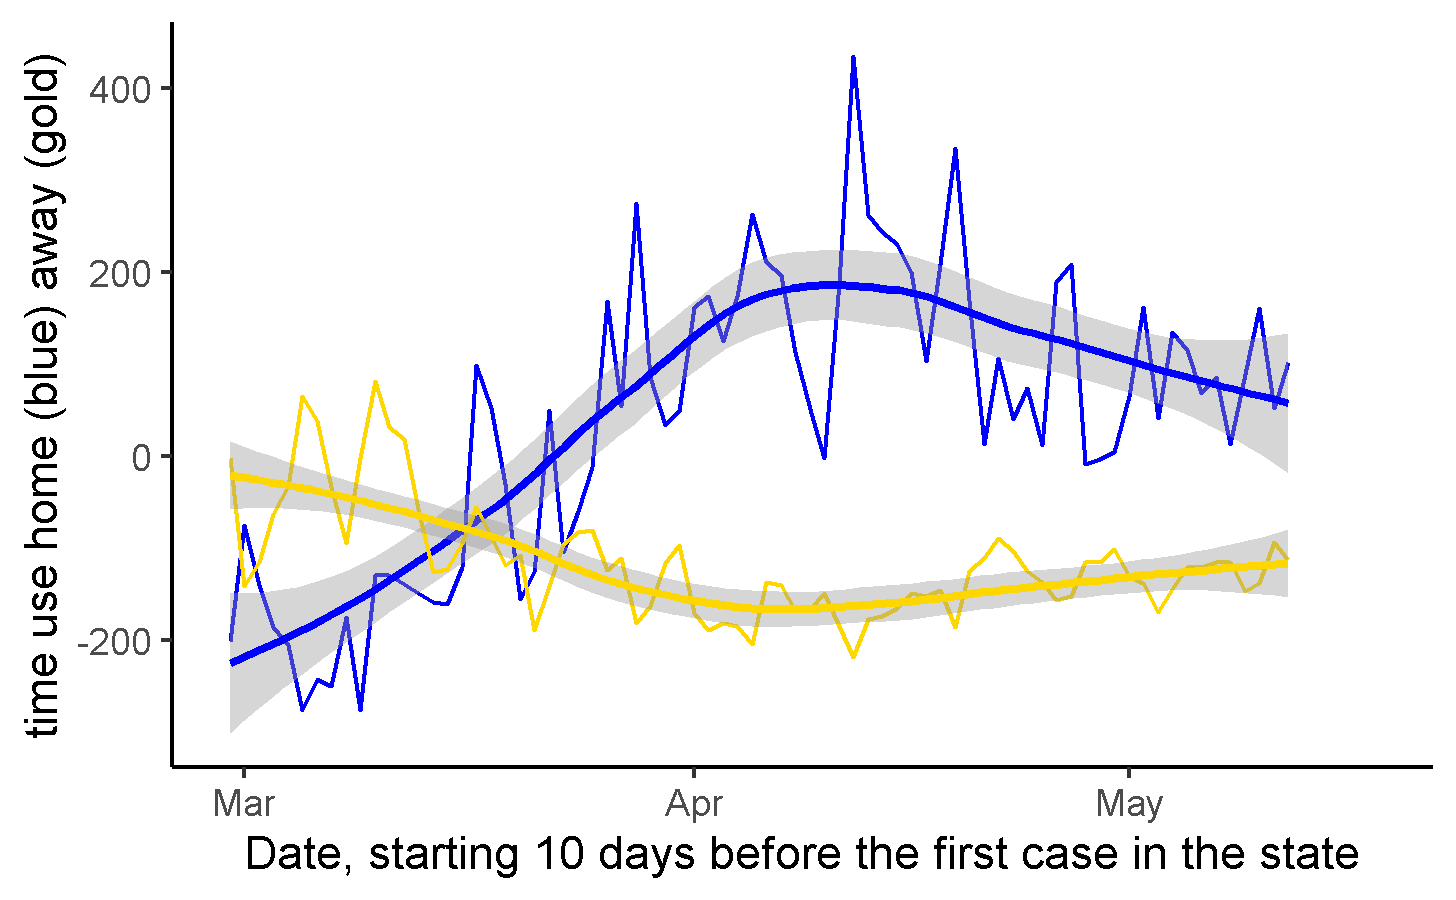 time use home (blue) away (gold)
400
200
0
-200
Mar Apr May
Date, starting 10 days before the first case in the state